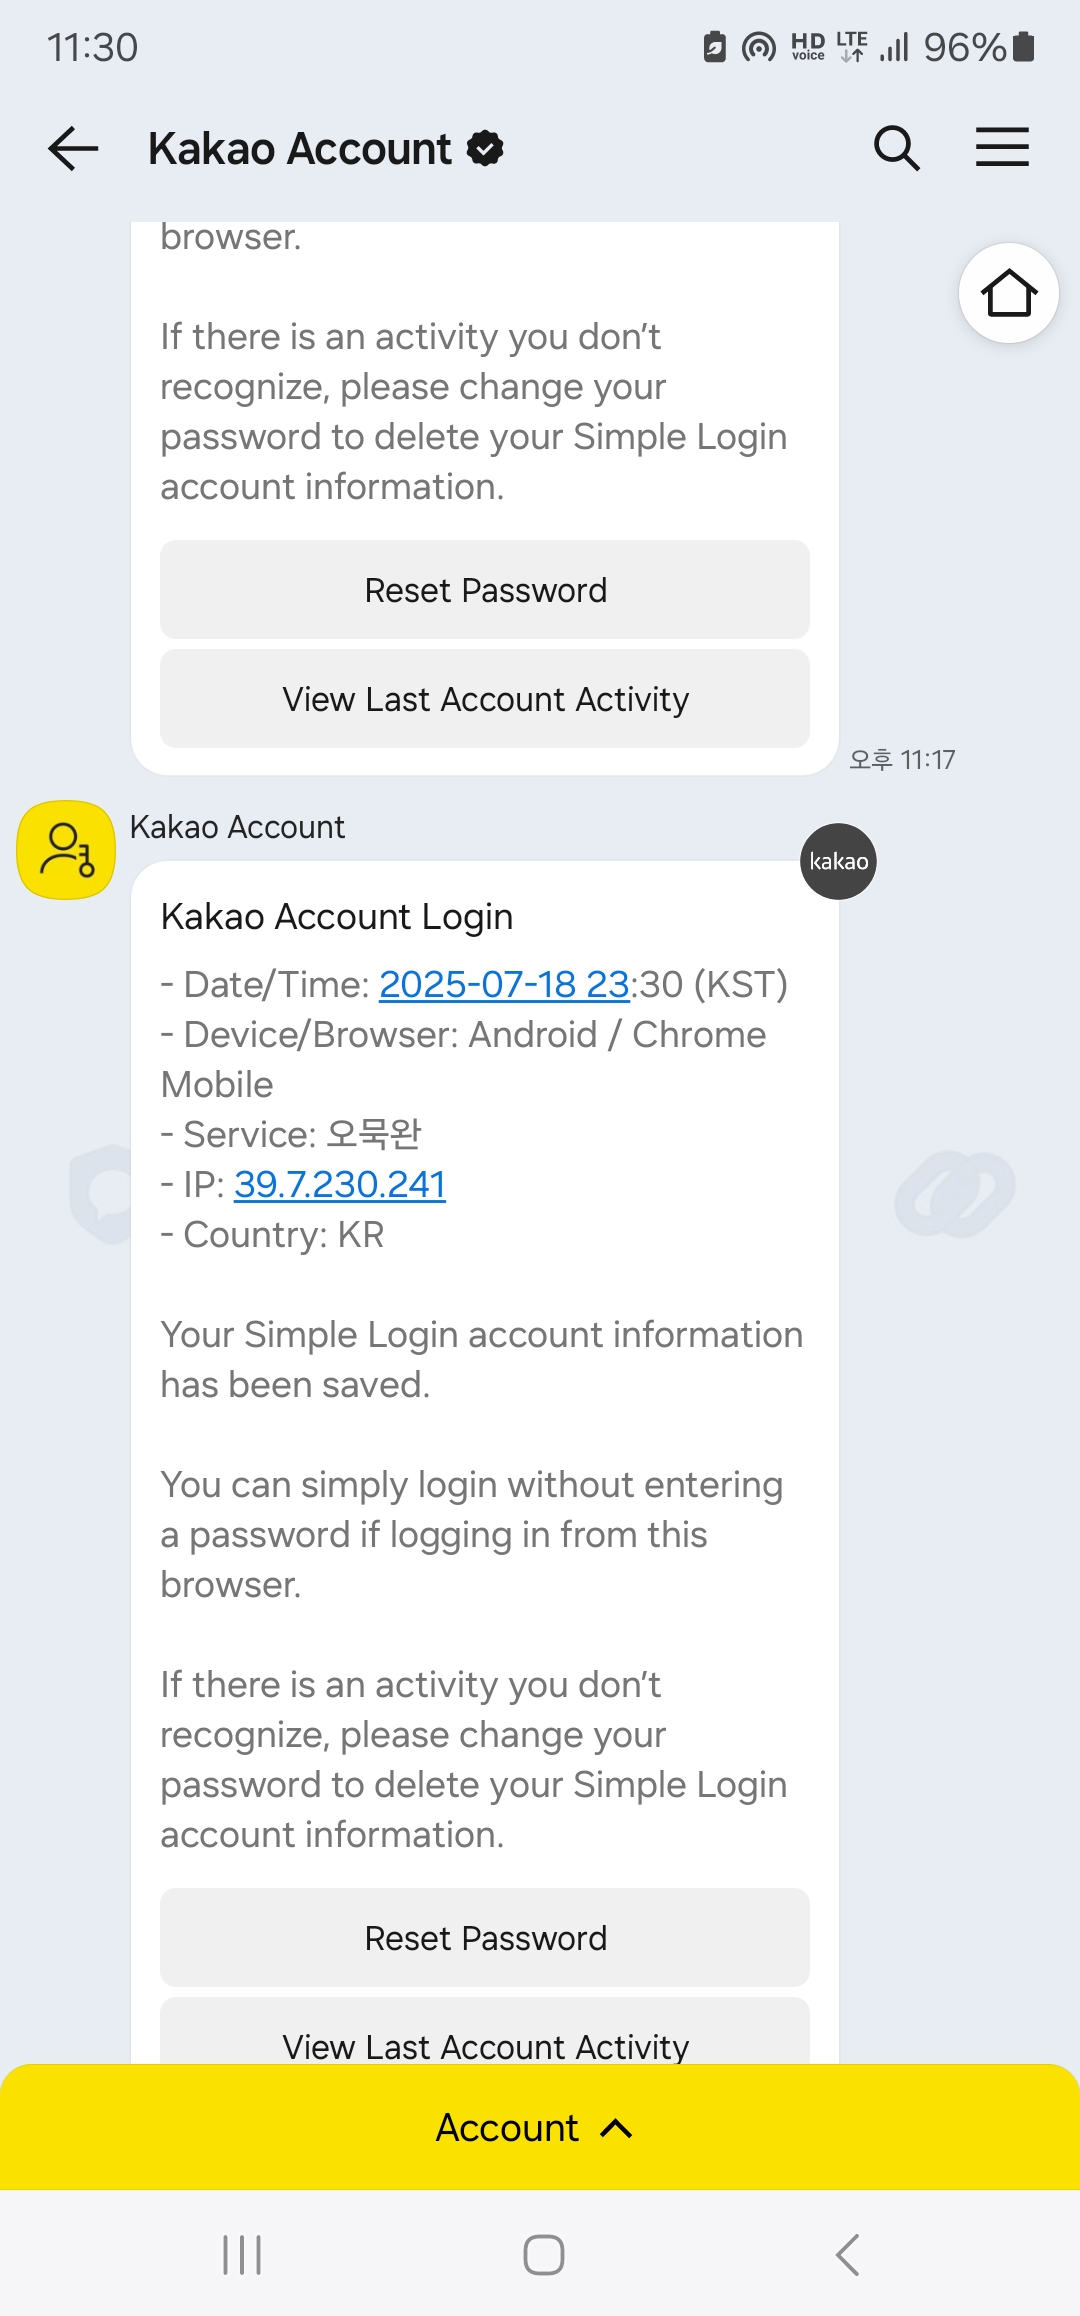 11:30
HD voice LTE 96%
Kakao Account
browser.
If there is an activity you don’t
recognize, please change your
password to delete your Simple Login
account information.
Reset Password
View Last Account Activity
오후 11:17
Kakao Account
kakao
Kakao Account Login
- Date/Time: 2025-07-18 23:30 (KST)
- Device/Browser: Android / Chrome
Mobile
- Service: 오묵완
- IP: 39.7.230.241
- Country: KR
Your Simple Login account information
has been saved.
You can simply login without entering
a password if logging in from this
browser.
If there is an activity you don’t
recognize, please change your
password to delete your Simple Login
account information.
Reset Password
View Last Account Activity
Account